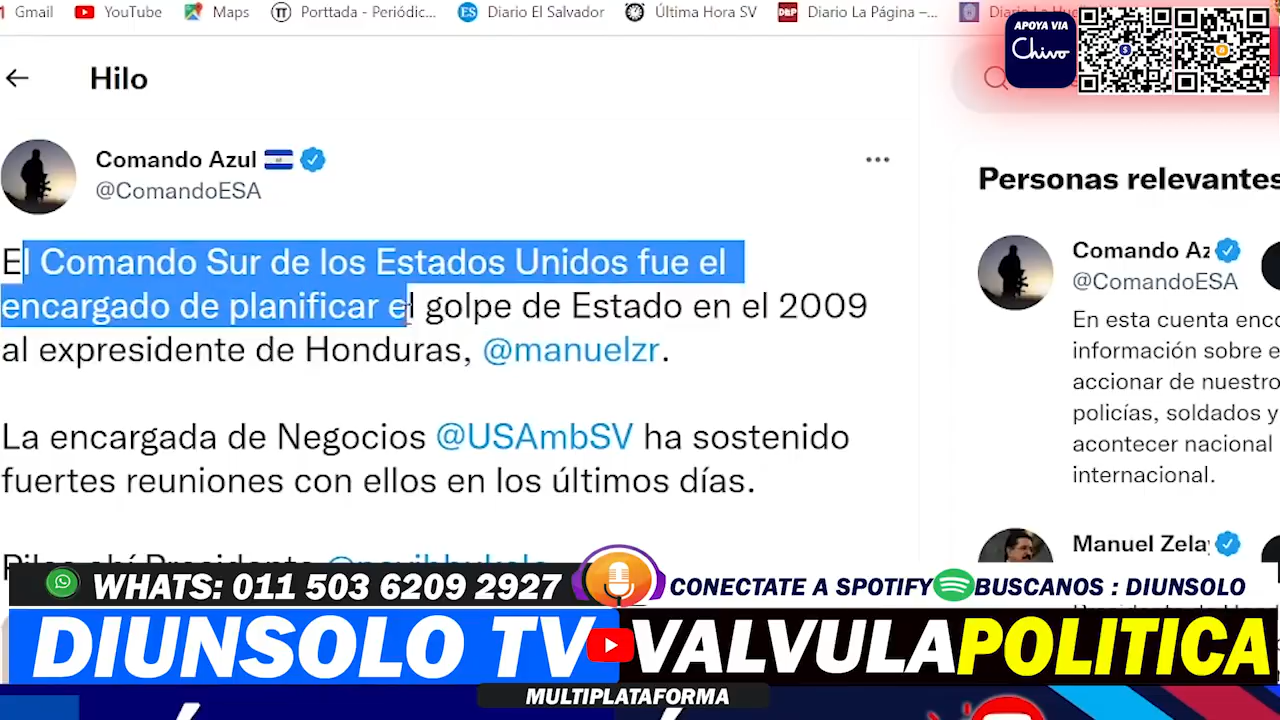 Gmail
YouTube
Maps
Porttada - Periódic...
Diario El Salvador
Última Hora SV
Diario La Página –...
APOYA VIA
Chivo
Hilo
Comando Azul
@ComandoESA
Personas relevantes
El Comando Sur de los Estados Unidos fue el
encargado de planificar el golpe de Estado en el 2009
al expresidente de Honduras, @manuelzr.
La encargada de Negocios @USAmbSV ha sostenido
fuertes reuniones con ellos en los últimos días.
Comando Az
@ComandoESA
En esta cuenta enco
información sobre e
accionar de nuestro
policías, soldados y
acontecer nacional
internacional.
Manuel Zela
WHATS: 011 503 6209 2927
CONECTATE A SPOTIFY
BUSCANOS : DIUNSOLO
DIUNSOLO TV
VALVULAPOLITICA
MULTIPLATAFORMA